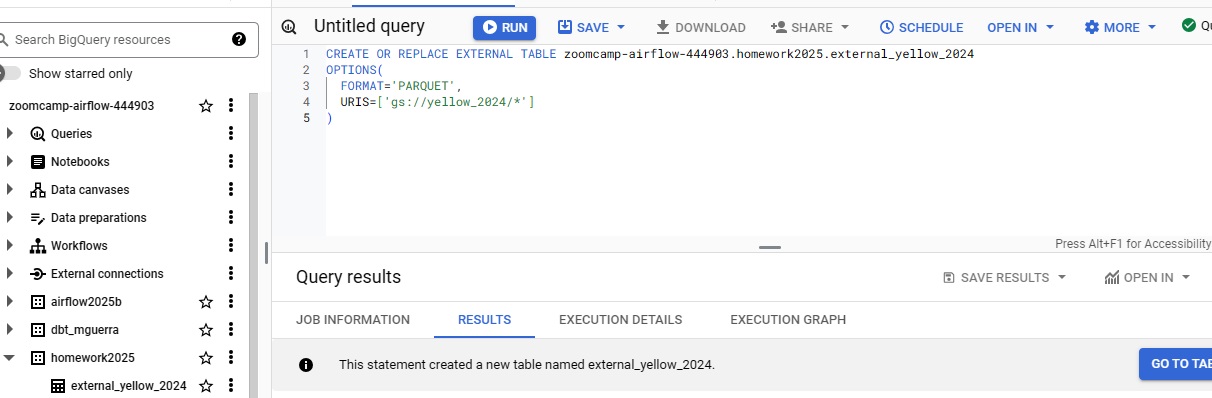 Search BigQuery resources
Show starred only
zoomcamp-airflow-444903
Queries
Notebooks
Data canvases
Data preparations
Workflows
External connections
airflow2025b
dbt_mguerra
homework2025
external_yellow_2024
Untitled query
RUN
SAVE
DOWNLOAD
SHARE
SCHEDULE
OPEN IN
MORE
1 CREATE OR REPLACE EXTERNAL TABLE zoomcamp-airflow-444903.homework2025.external_yellow_2024
2 OPTIONS(
3 FORMAT='PARQUET',
4 URIS=['gs://yellow_2024/*']
5 )
Press Alt+F1 for Accessibility
Query results
SAVE RESULTS
OPEN IN
JOB INFORMATION
RESULTS
EXECUTION DETAILS
EXECUTION GRAPH
This statement created a new table named external_yellow_2024.
GO TO TAB